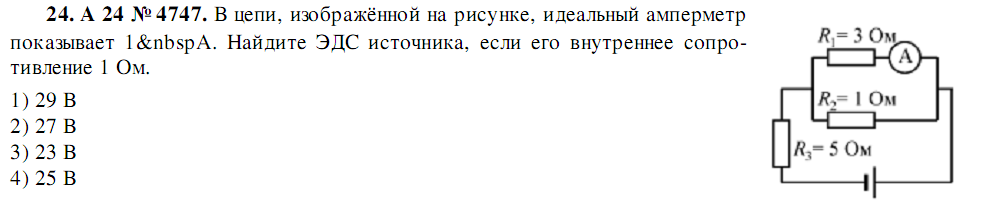 24. А 24 № 4747. В цепи, изображённой на рисунке, идеальный амперметр
показывает 1&nbspA. Найдите ЭДС источника, если его внутреннее сопро-
тивление 1 Ом.
1) 29 В
2) 27 В
3) 23 В
4) 25 В
R₁= 3 Ом
A
R₂= 1 Ом
R₃= 5 Ом